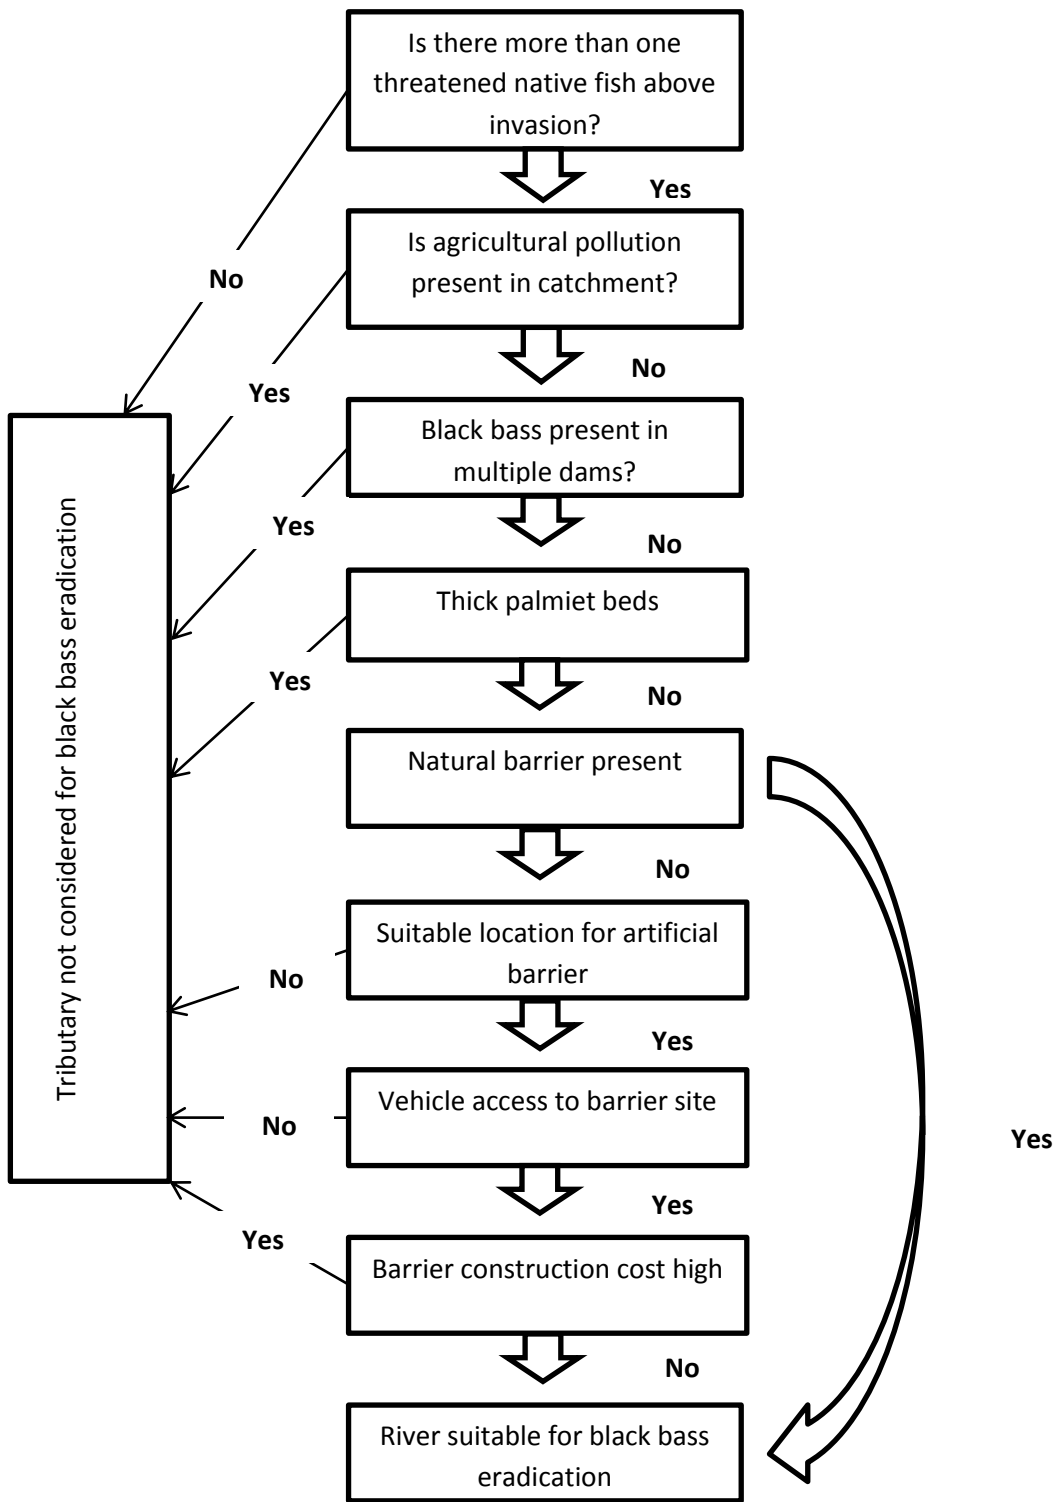 Is there more than one
threatened native fish above
invasion?
Yes
No
Is agricultural pollution
present in catchment?
No
Yes
Black bass present in
multiple dams?
No
Yes
Thick palmiet beds
No
Yes
Natural barrier present
No
Yes
Suitable location for artificial
barrier
Yes
No
Vehicle access to barrier site
Yes
No
Barrier construction cost high
No
Yes
River suitable for black bass
eradication
Tributary not considered for black bass eradication